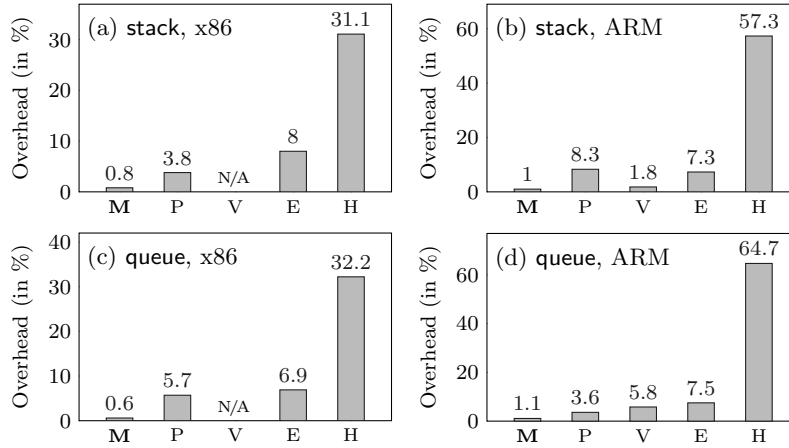 (a) stack, x86
Overhead (in %)
30
20
10
0
0.8
3.8
N/A
8
31.1
M P V E H
(b) stack, ARM
Overhead (in %)
60
40
20
0
1
8.3
1.8
7.3
57.3
M P V E H
(c) queue, x86
Overhead (in %)
40
30
20
10
0
0.6
5.7
N/A
6.9
32.2
M P V E H
(d) queue, ARM
Overhead (in %)
60
40
20
0
1.1
3.6
5.8
7.5
64.7
M P V E H